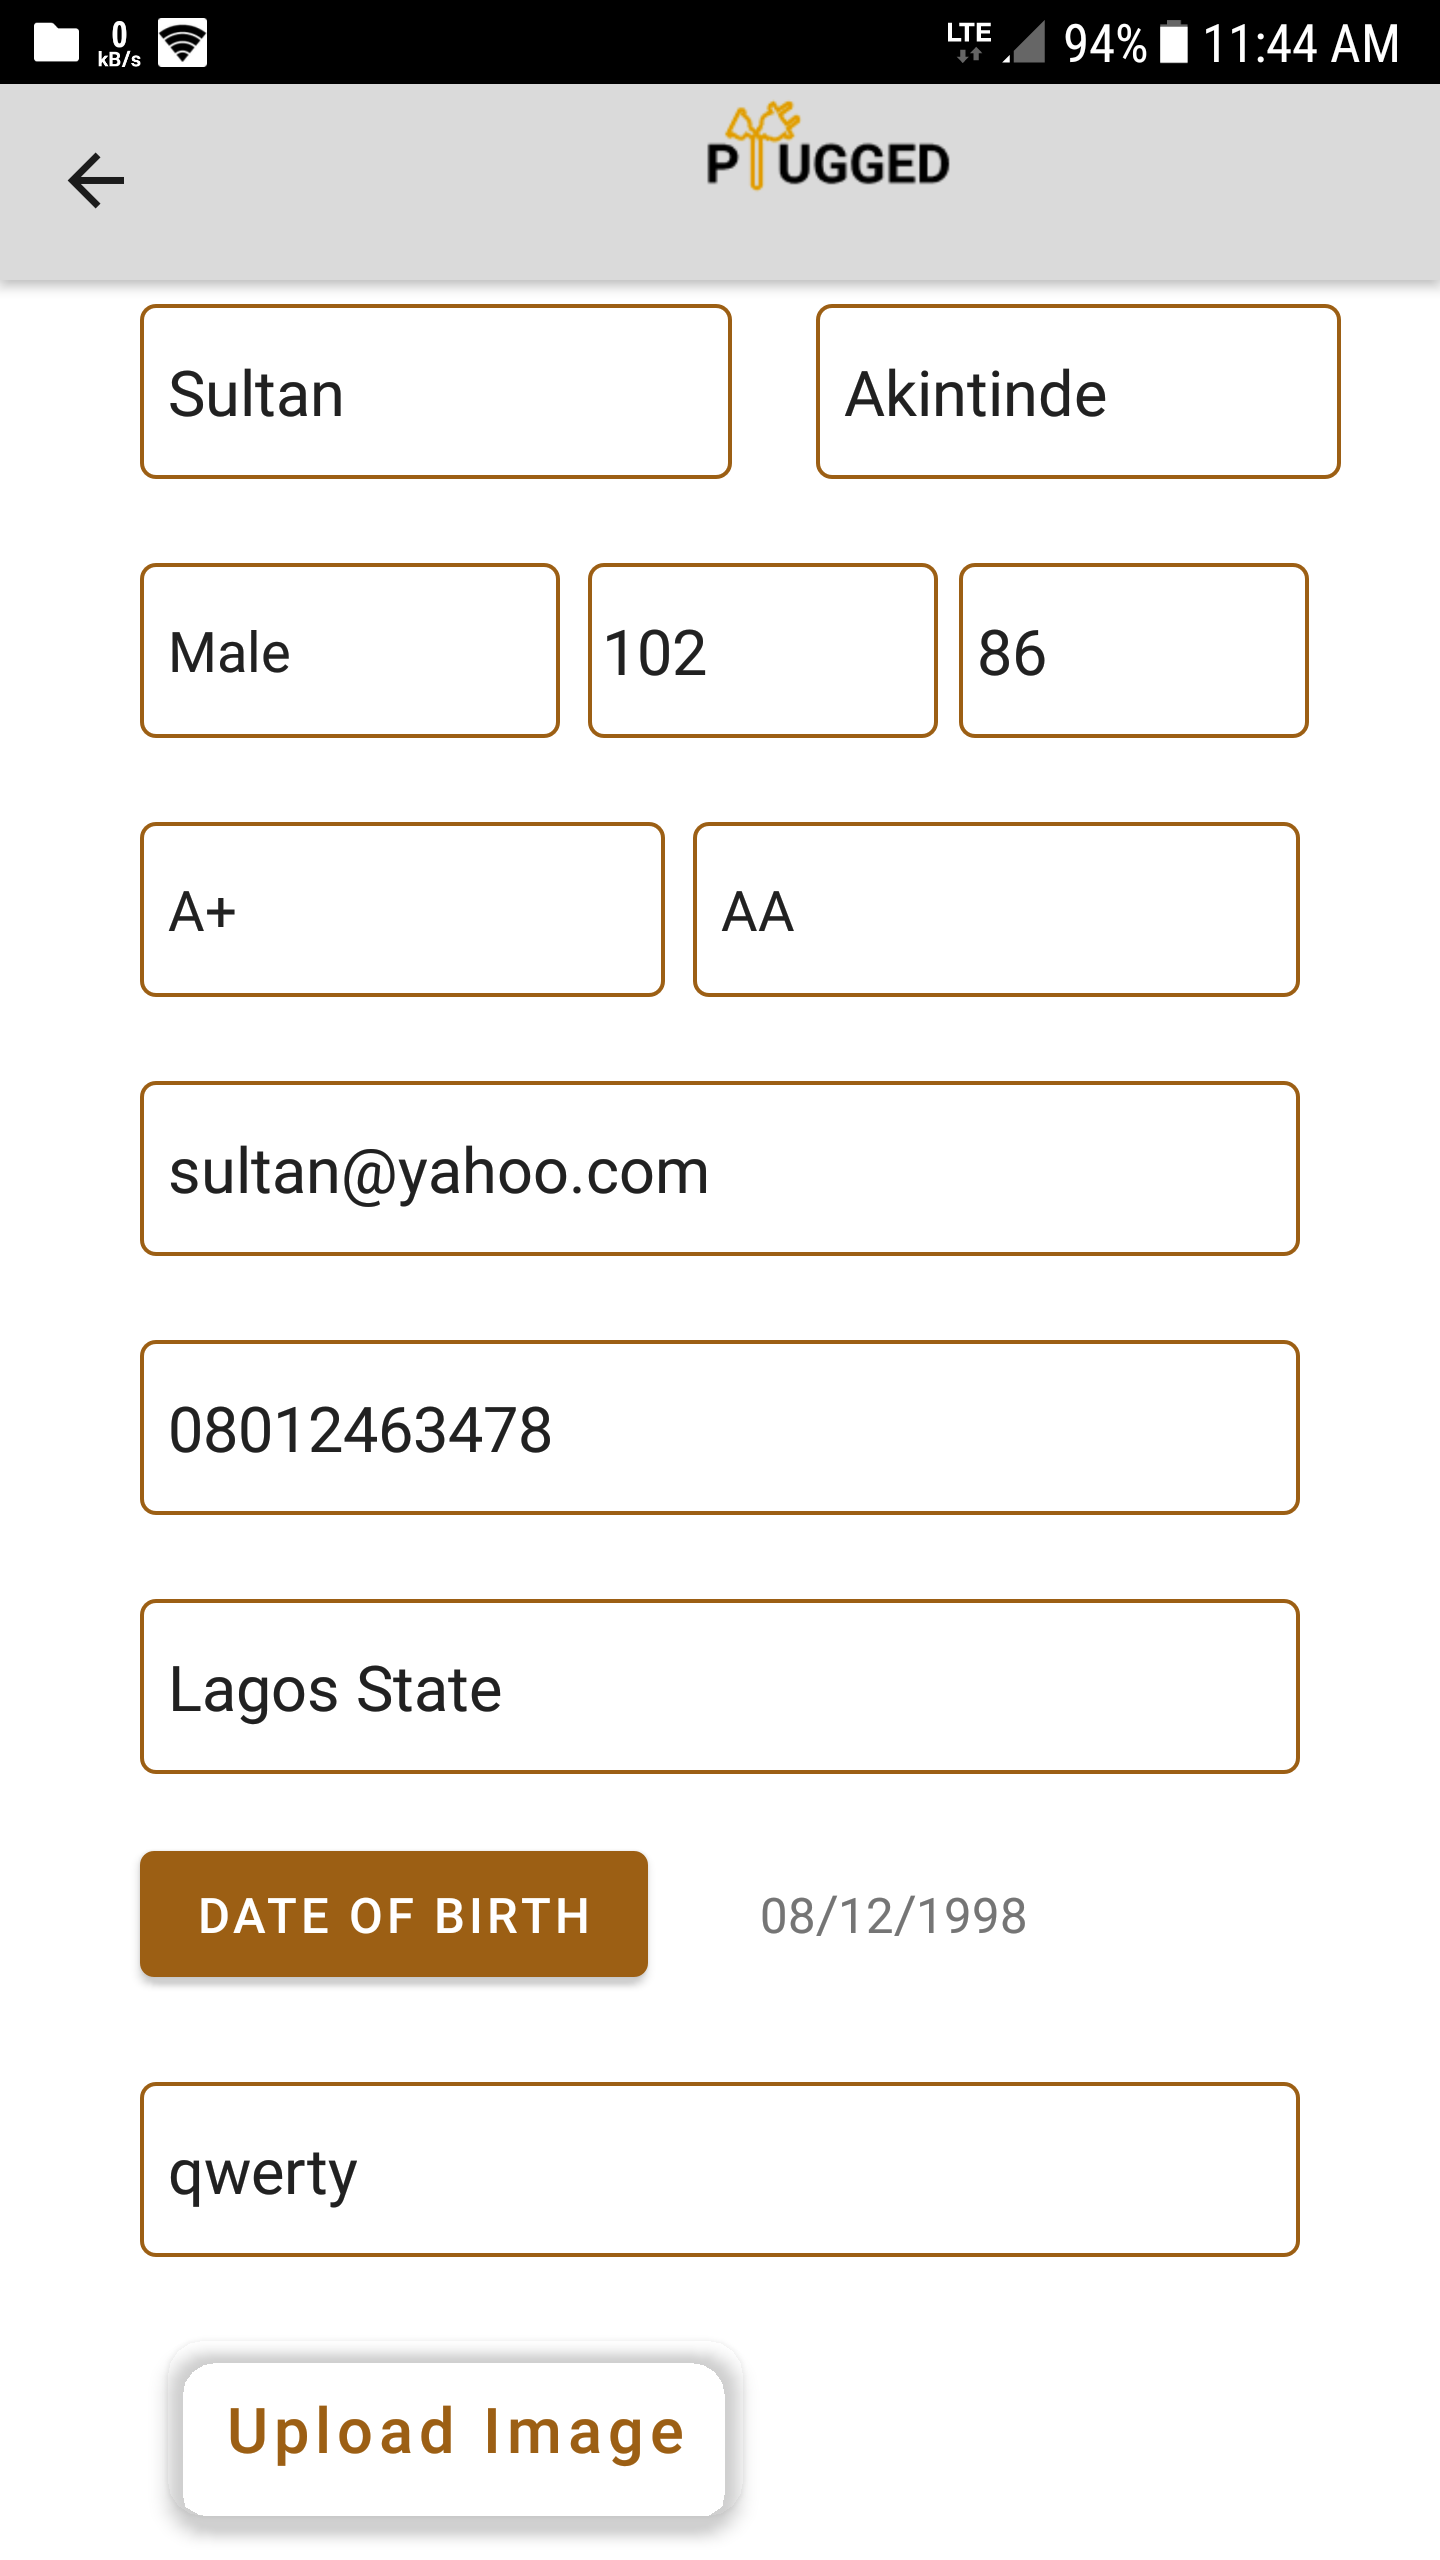 0 kB/s LTE 94% 11:44 AM
PLUGGED
Sultan Akintinde
Male 102 86
A+ AA
sultan@yahoo.com
08012463478
Lagos State
DATE OF BIRTH 08/12/1998
qwerty
Upload Image